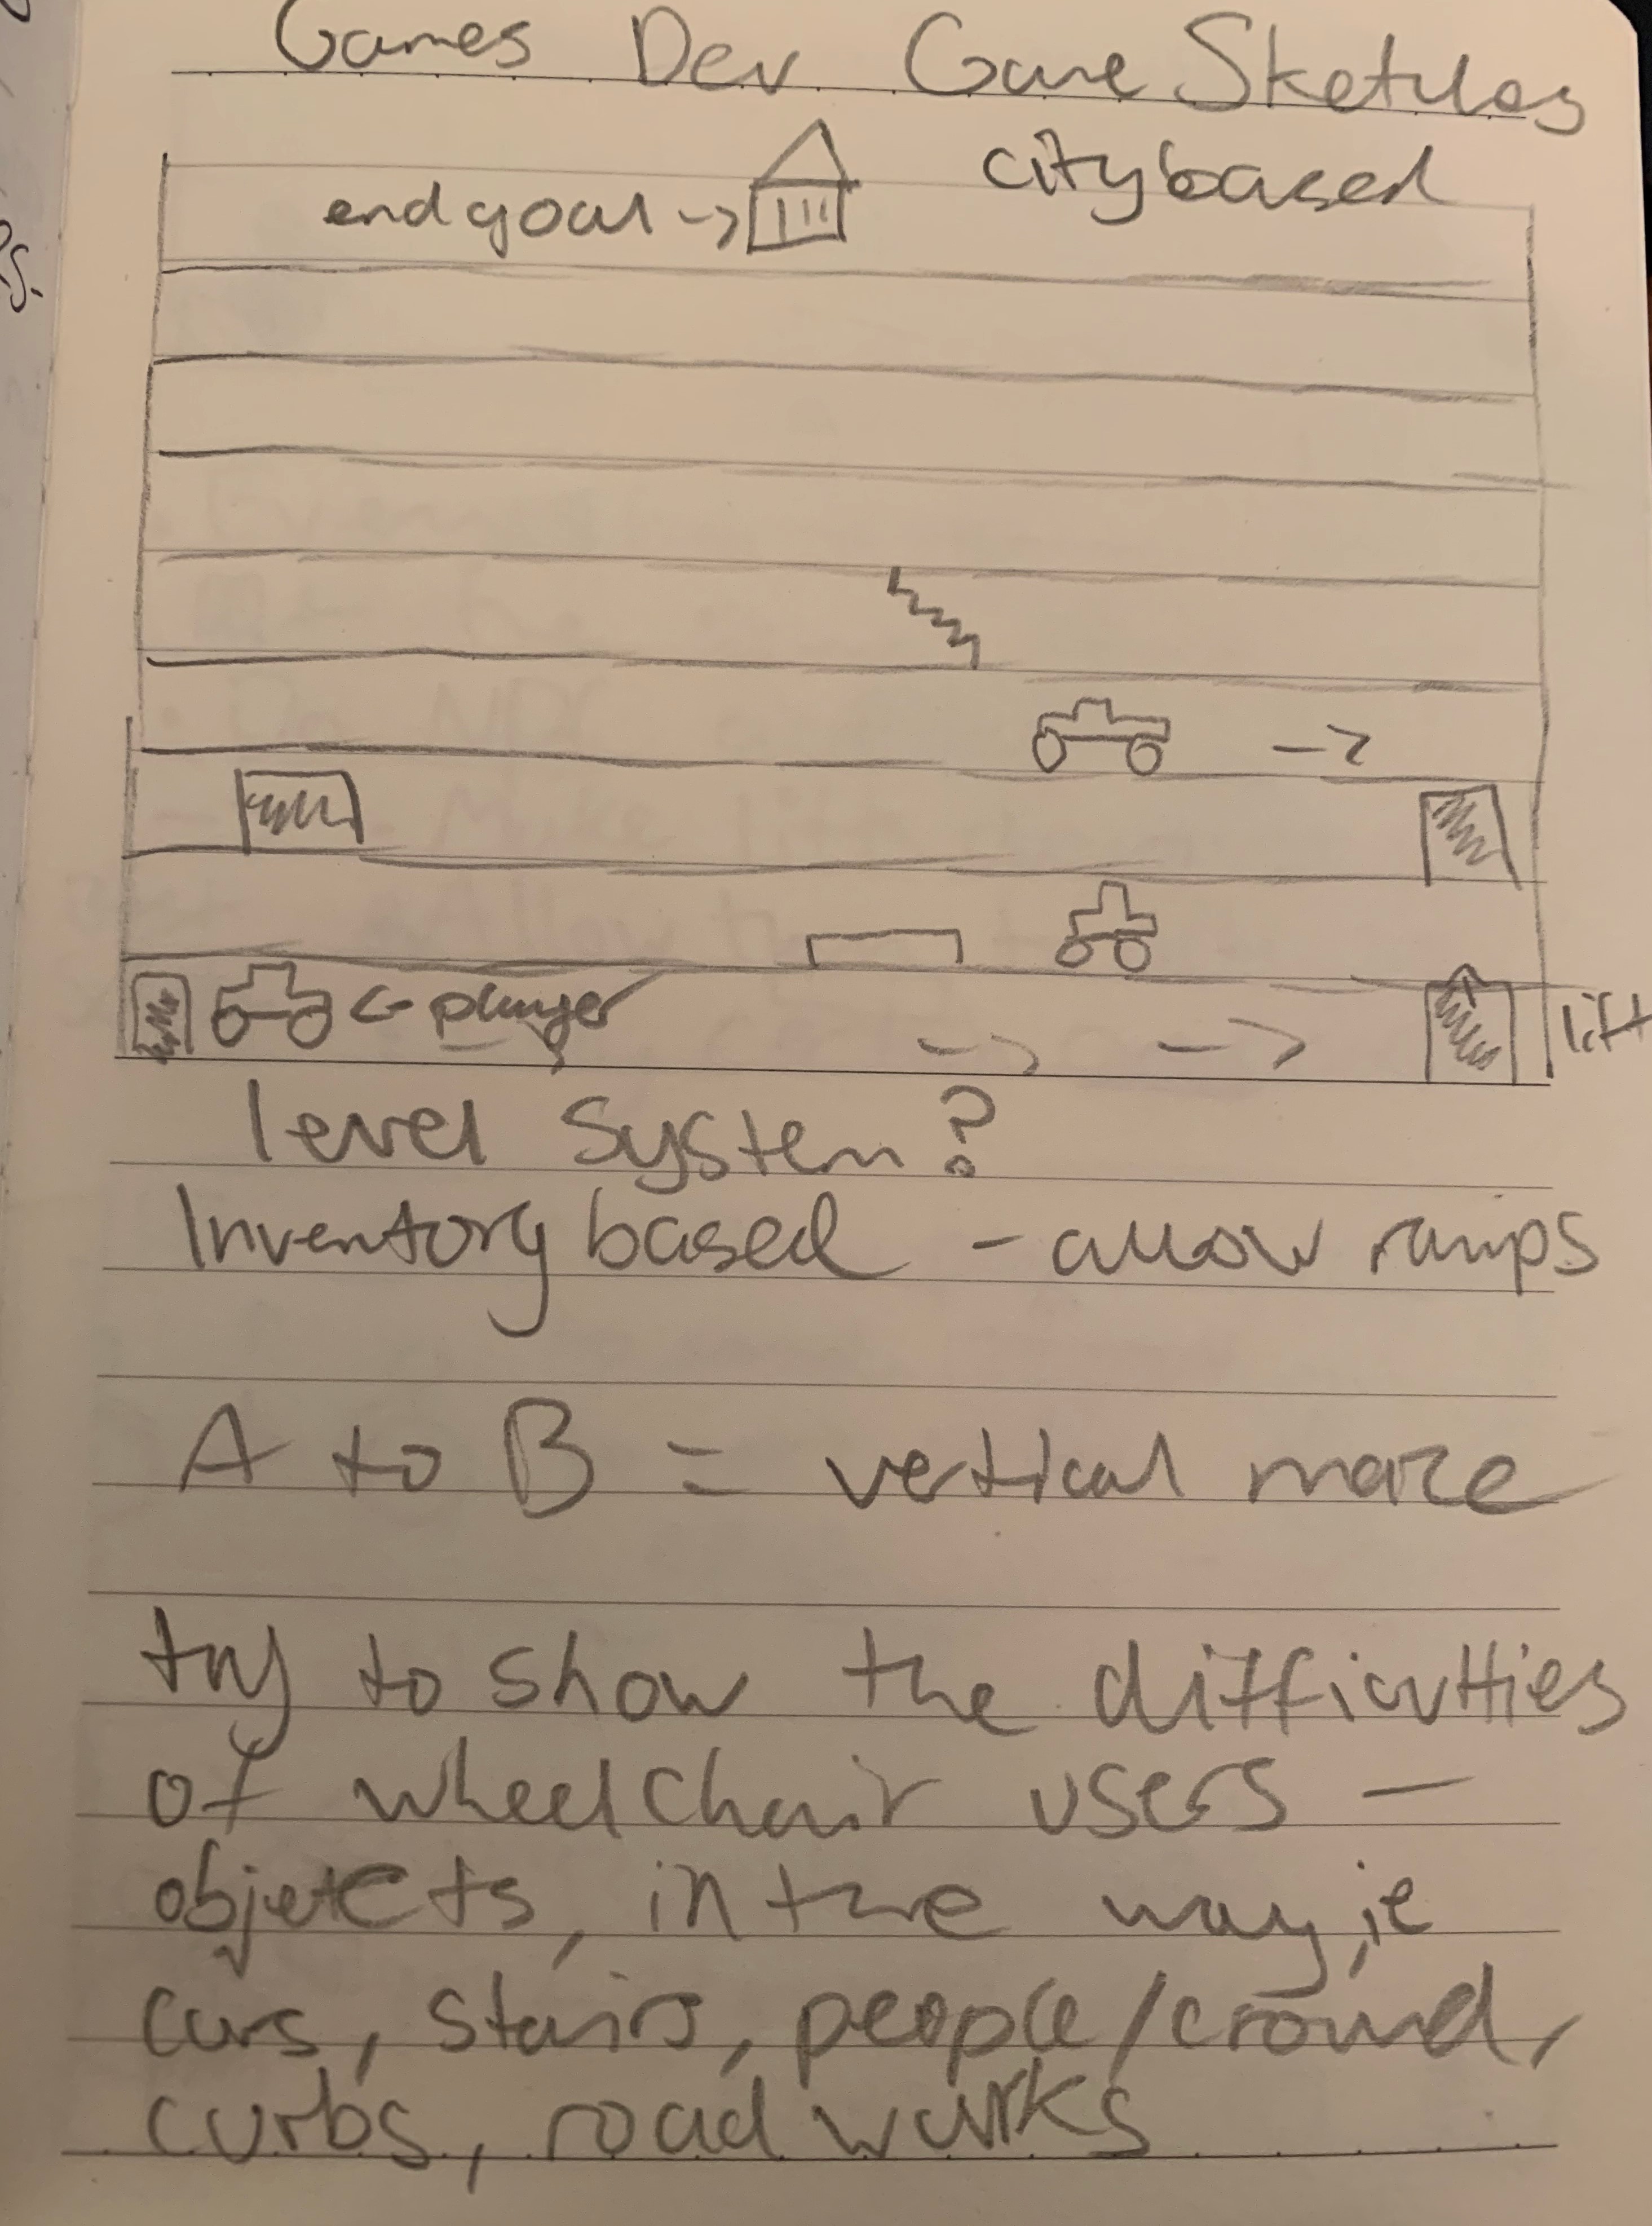 Games Dev Game Sketches
city based
end goal ->
<- player
lift
level system?
Inventory based - allow ramps
A to B = vertical maze
try to show the difficulties
of wheelchair users -
objects, in the way, ie
cars, stairs, people/crowd,
curbs, road works